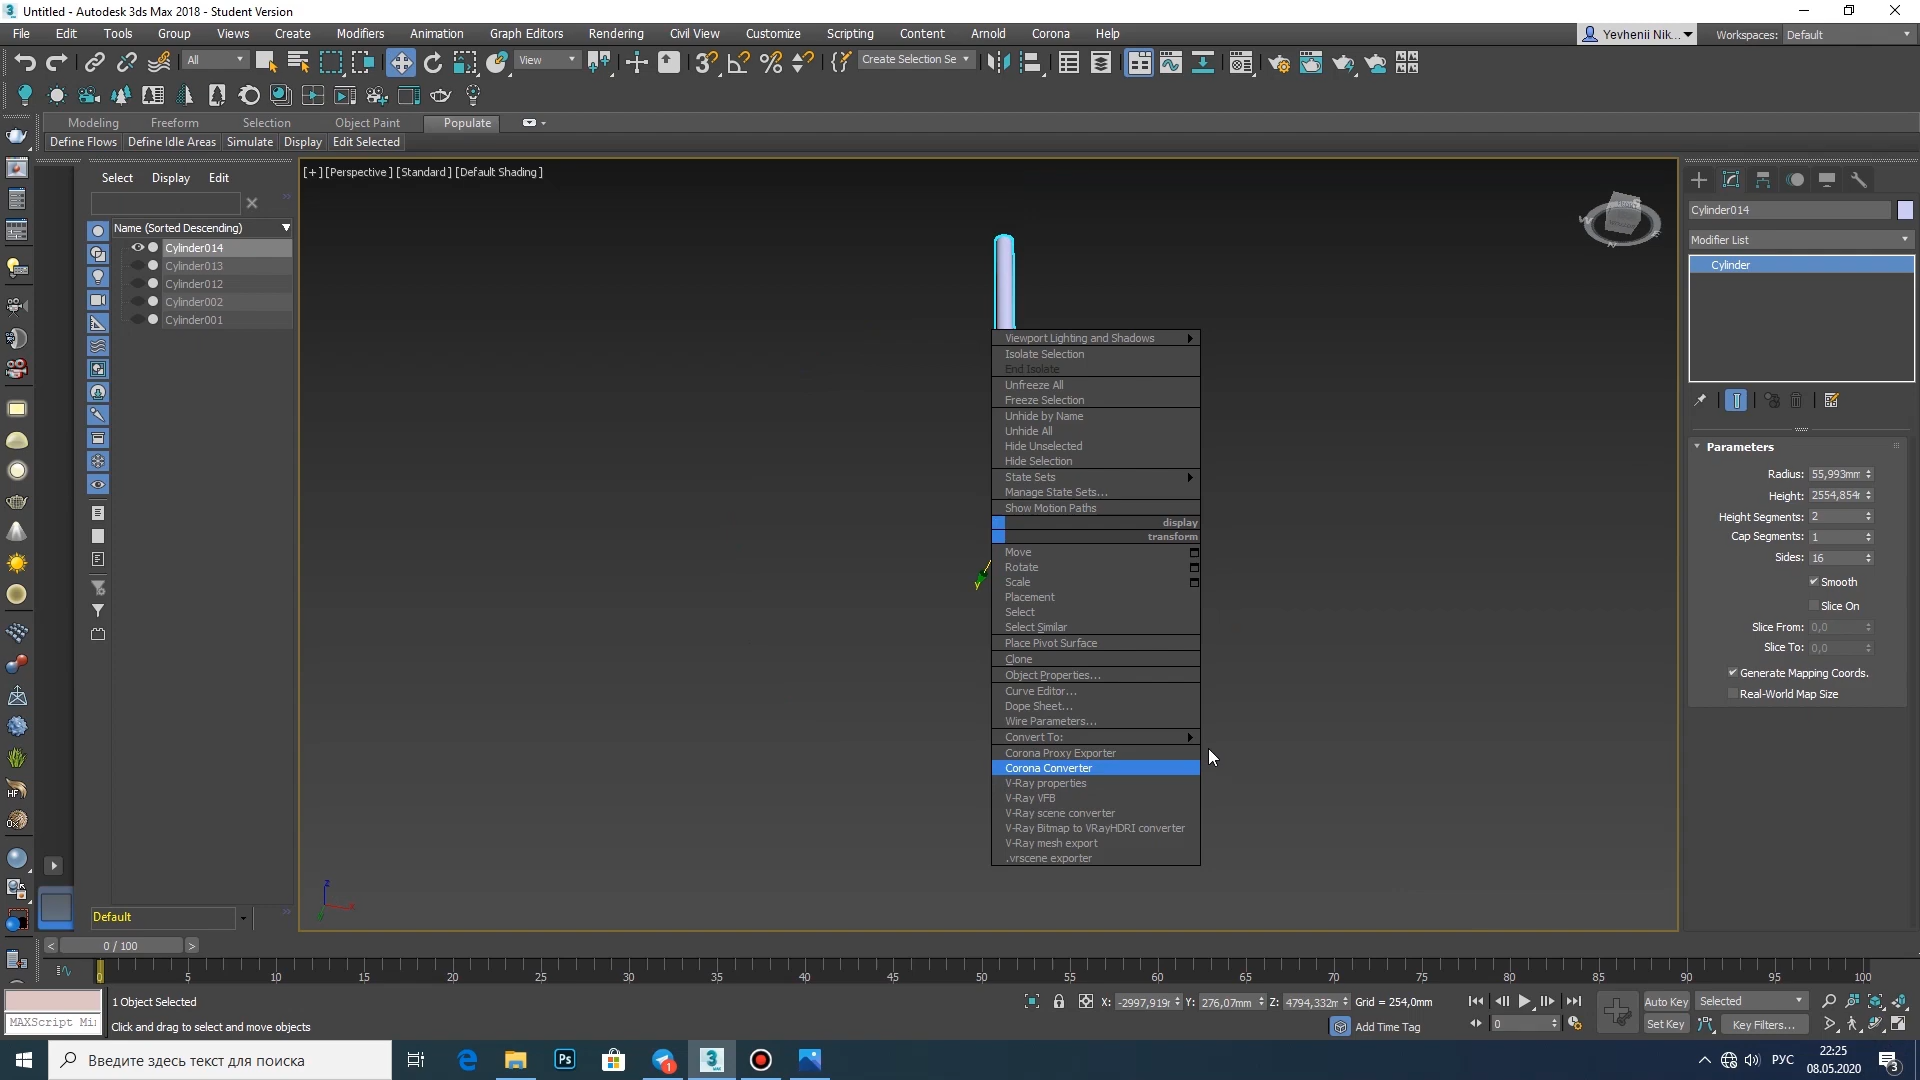 Untitled - Autodesk 3ds Max 2018 - Student Version
File Edit Tools Group Views Create Modifiers Animation Graph Editors Rendering Civil View Customize Scripting Content Arnold Corona Help
Yevhenii Nik... Workspaces: Default
All View Create Selection Se
Modeling Freeform Selection Object Paint Populate
Define Flows Define Idle Areas Simulate Display Edit Selected
Select Display Edit
Name (Sorted Descending)
Cylinder014
Cylinder013
Cylinder012
Cylinder002
Cylinder001
Default
[+] [Perspective ] [Standard ] [Default Shading ]
Viewport Lighting and Shadows
Isolate Selection
End Isolate
Unfreeze All
Freeze Selection
Unhide by Name
Unhide All
Hide Unselected
Hide Selection
State Sets
Manage State Sets...
Show Motion Paths
display
transform
Move
Rotate
Scale
Placement
Select
Select Similar
Place Pivot Surface
Clone
Object Properties...
Curve Editor...
Dope Sheet...
Wire Parameters...
Convert To:
Corona Proxy Exporter
Corona Converter
V-Ray properties
V-Ray VFB
V-Ray scene converter
V-Ray Bitmap to VRayHDRI converter
V-Ray mesh export
.vrscene exporter
y
z
x
y
Cylinder014
Modifier List
Cylinder
Parameters
Radius: 55,993mm
Height: 2554,854
Height Segments: 2
Cap Segments: 1
Sides: 16
Smooth
Slice On
Slice From: 0,0
Slice To: 0,0
Generate Mapping Coords.
Real-World Map Size
0 / 100
0 5 10 15 20 25 30 35 40 45 50 55 60 65 70 75 80 85 90 95 100
1 Object Selected
Click and drag to select and move objects
MAXScript Mi
X: -2997,919 Y: 276,07mm Z: 4794,332 Grid = 254,0mm
Add Time Tag
0
Auto Key Selected
Set Key Key Filters...
Введите здесь текст для поиска
Ps
1
3
РУС
22:25
08.05.2020
3